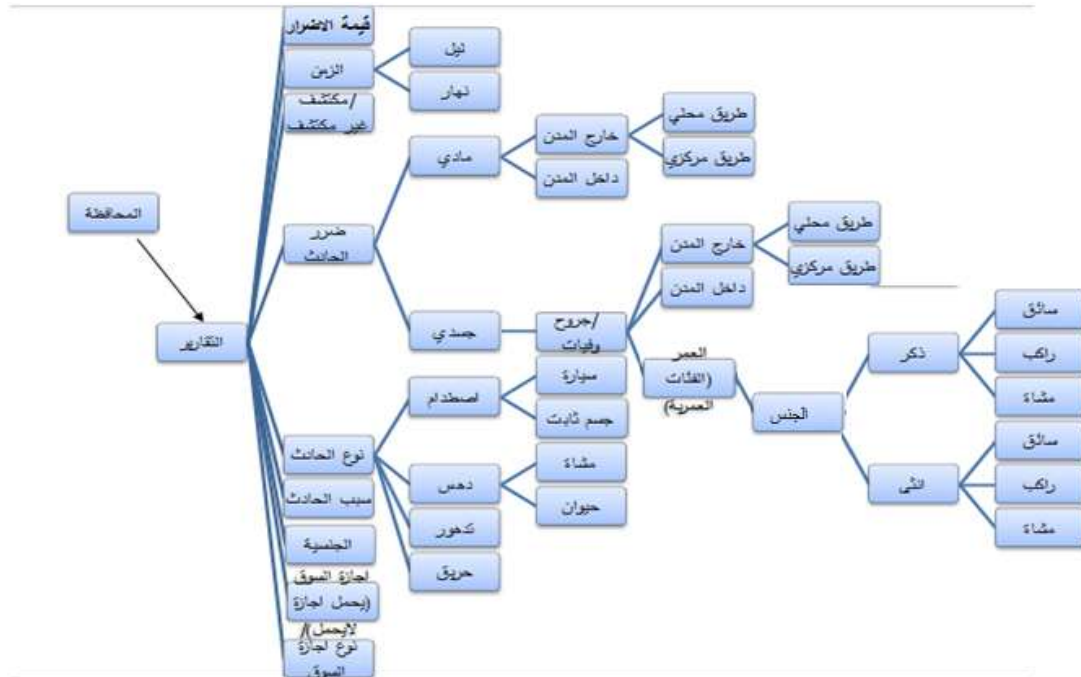 المحافظة
التقارير
قيمة الاضرار
الزمن
ليل
نهار
مكتشف/
غير مكتشف
ضرر
الحادث
مادي
خارج المدن
طريق محلي
طريق مركزي
داخل المدن
جسدي
جروح/
وفيات
خارج المدن
طريق محلي
طريق مركزي
داخل المدن
العمر
(الفئات
العمرية)
الجنس
ذكر
سائق
راكب
مشاة
انثى
سائق
راكب
مشاة
نوع الحادث
اصطدام
سيارة
جسم ثابت
دهس
مشاة
حيوان
تدهور
حريق
سبب الحادث
الجنسية
اجازة السوق
(يحمل اجازة
/(لايحمل
نوع اجازة
السوق